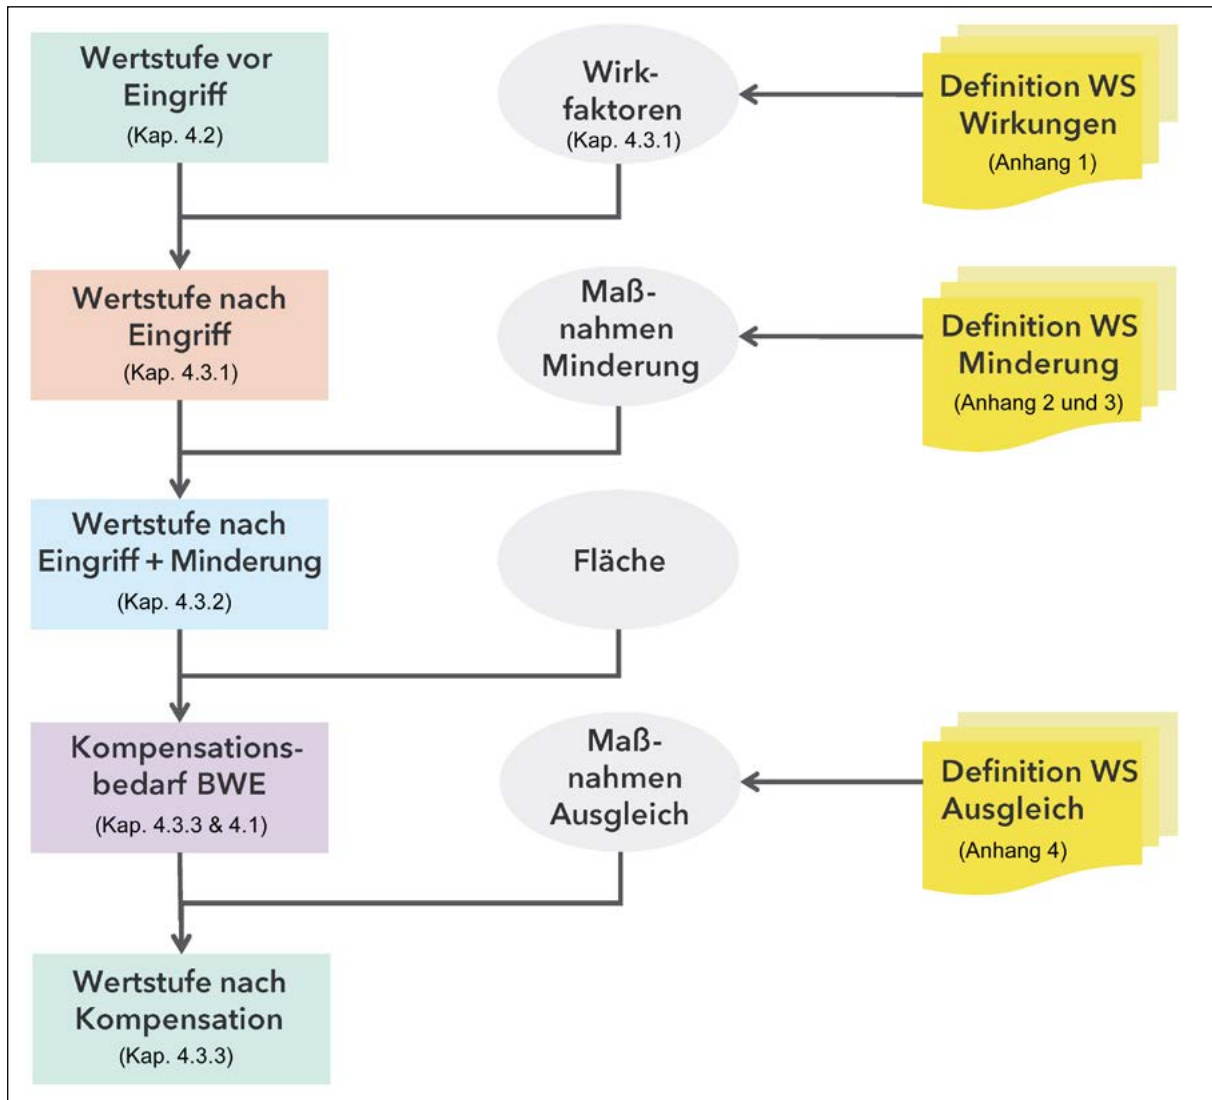 Wertstufe vor
Eingriff
(Kap. 4.2)
Wirk-
faktoren
(Kap. 4.3.1)
Definition WS
Wirkungen
(Anhang 1)
Wertstufe nach
Eingriff
(Kap. 4.3.1)
Maß-
nahmen
Minderung
Definition WS
Minderung
(Anhang 2 und 3)
Wertstufe nach
Eingriff + Minderung
(Kap. 4.3.2)
Fläche
Kompensations-
bedarf BWE
(Kap. 4.3.3 & 4.1)
Maß-
nahmen
Ausgleich
Definition WS
Ausgleich
(Anhang 4)
Wertstufe nach
Kompensation
(Kap. 4.3.3)